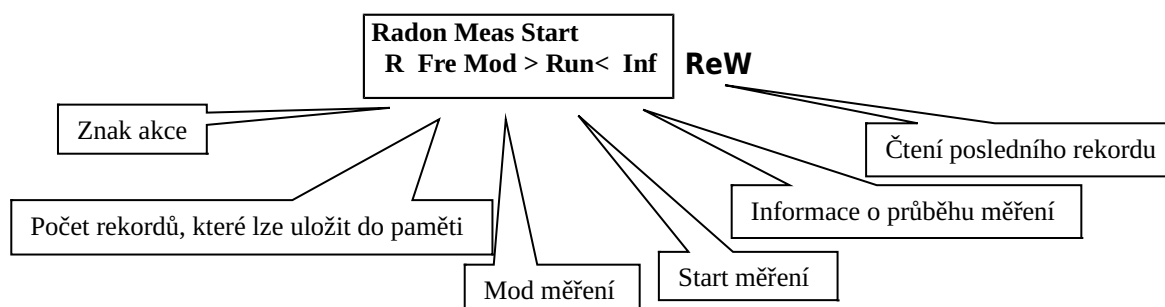 Radon Meas Start
R Fre Mod > Run< Inf
ReW
Znak akce
Čtení posledního rekordu
Počet rekordů, které lze uložit do paměti
Informace o průběhu měření
Mod měření
Start měření